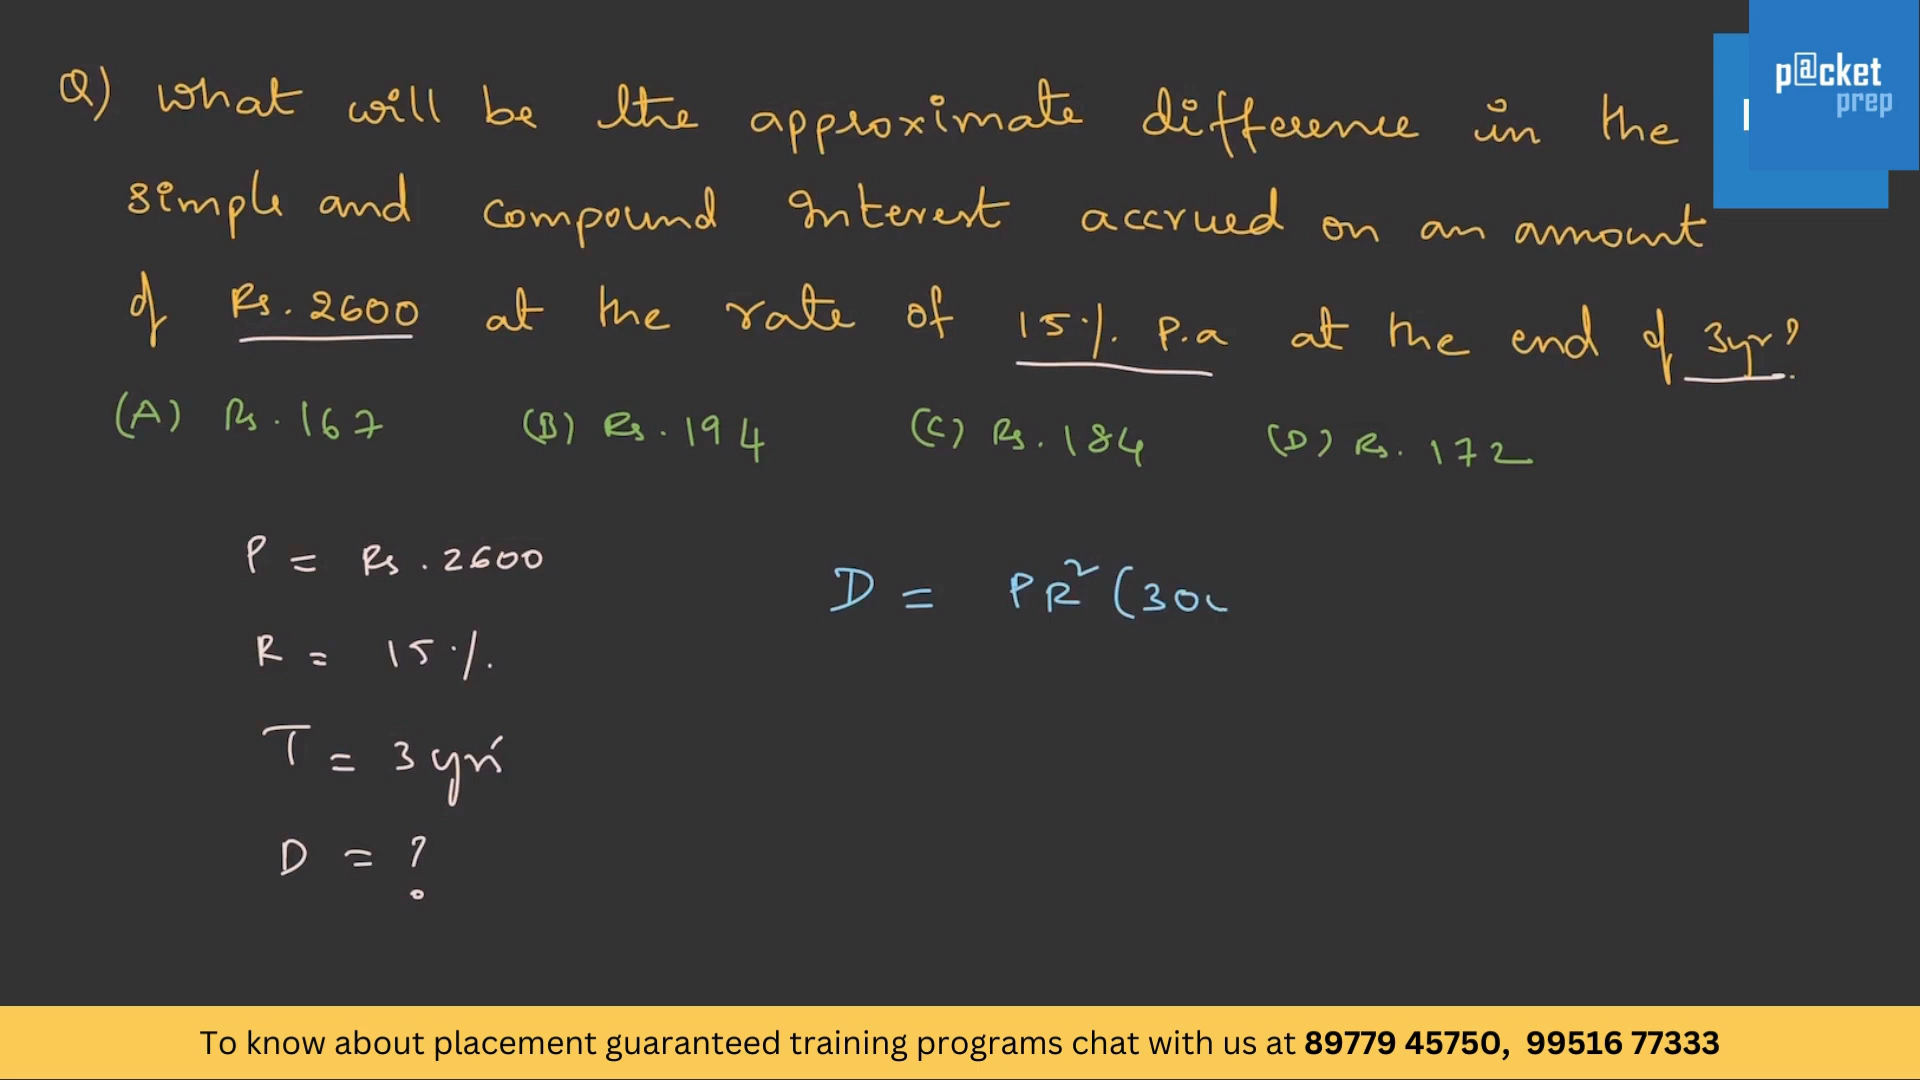 p@cket
prep
Q) what will be the approximate difference in the
simple and compound Interest accrued on an amount
of Rs. 2600 at the rate of 15% P.a at the end of 3yr?
(A) Rs. 167 (B) Rs. 194 (C) Rs. 184 (D) Rs. 172
P = Rs. 2600
R = 15%
T = 3 yrs
D = ?
D = PR² (30
To know about placement guaranteed training programs chat with us at 89779 45750, 99516 77333